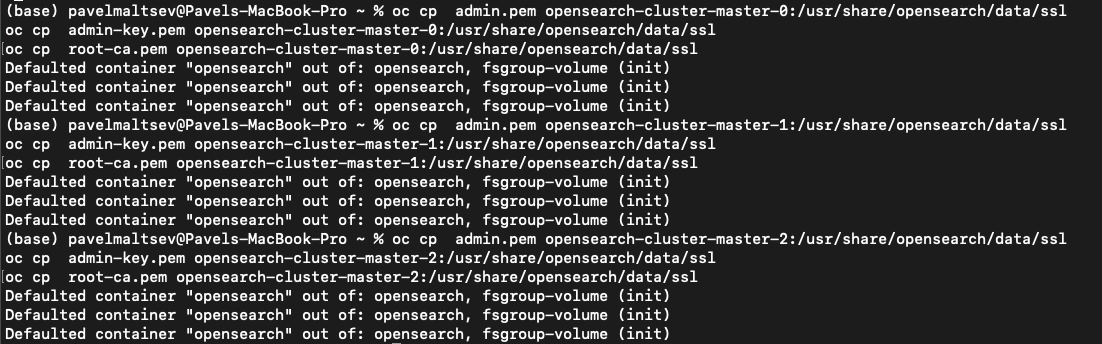 (base) pavelmaltsev@Pavels-MacBook-Pro ~ % oc cp  admin.pem opensearch-cluster-master-0:/usr/share/opensearch/data/ssl
oc cp  admin-key.pem opensearch-cluster-master-0:/usr/share/opensearch/data/ssl
oc cp  root-ca.pem opensearch-cluster-master-0:/usr/share/opensearch/data/ssl
Defaulted container "opensearch" out of: opensearch, fsgroup-volume (init)
Defaulted container "opensearch" out of: opensearch, fsgroup-volume (init)
Defaulted container "opensearch" out of: opensearch, fsgroup-volume (init)
(base) pavelmaltsev@Pavels-MacBook-Pro ~ % oc cp  admin.pem opensearch-cluster-master-1:/usr/share/opensearch/data/ssl
oc cp  admin-key.pem opensearch-cluster-master-1:/usr/share/opensearch/data/ssl
oc cp  root-ca.pem opensearch-cluster-master-1:/usr/share/opensearch/data/ssl
Defaulted container "opensearch" out of: opensearch, fsgroup-volume (init)
Defaulted container "opensearch" out of: opensearch, fsgroup-volume (init)
Defaulted container "opensearch" out of: opensearch, fsgroup-volume (init)
(base) pavelmaltsev@Pavels-MacBook-Pro ~ % oc cp  admin.pem opensearch-cluster-master-2:/usr/share/opensearch/data/ssl
oc cp  admin-key.pem opensearch-cluster-master-2:/usr/share/opensearch/data/ssl
oc cp  root-ca.pem opensearch-cluster-master-2:/usr/share/opensearch/data/ssl
Defaulted container "opensearch" out of: opensearch, fsgroup-volume (init)
Defaulted container "opensearch" out of: opensearch, fsgroup-volume (init)
Defaulted container "opensearch" out of: opensearch, fsgroup-volume (init)